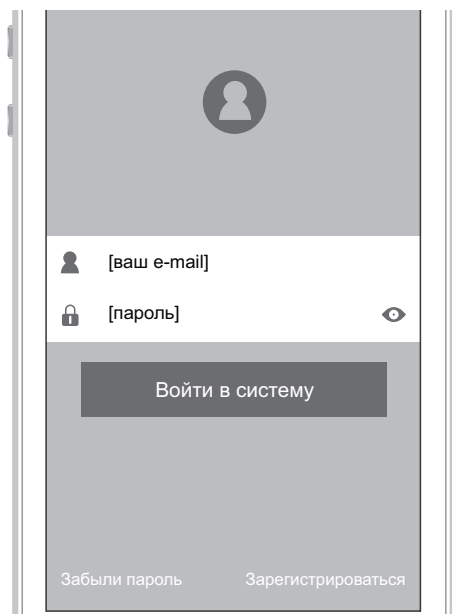 [ваш e-mail]
[пароль]
Войти в систему
Забыли пароль
Зарегистрироваться